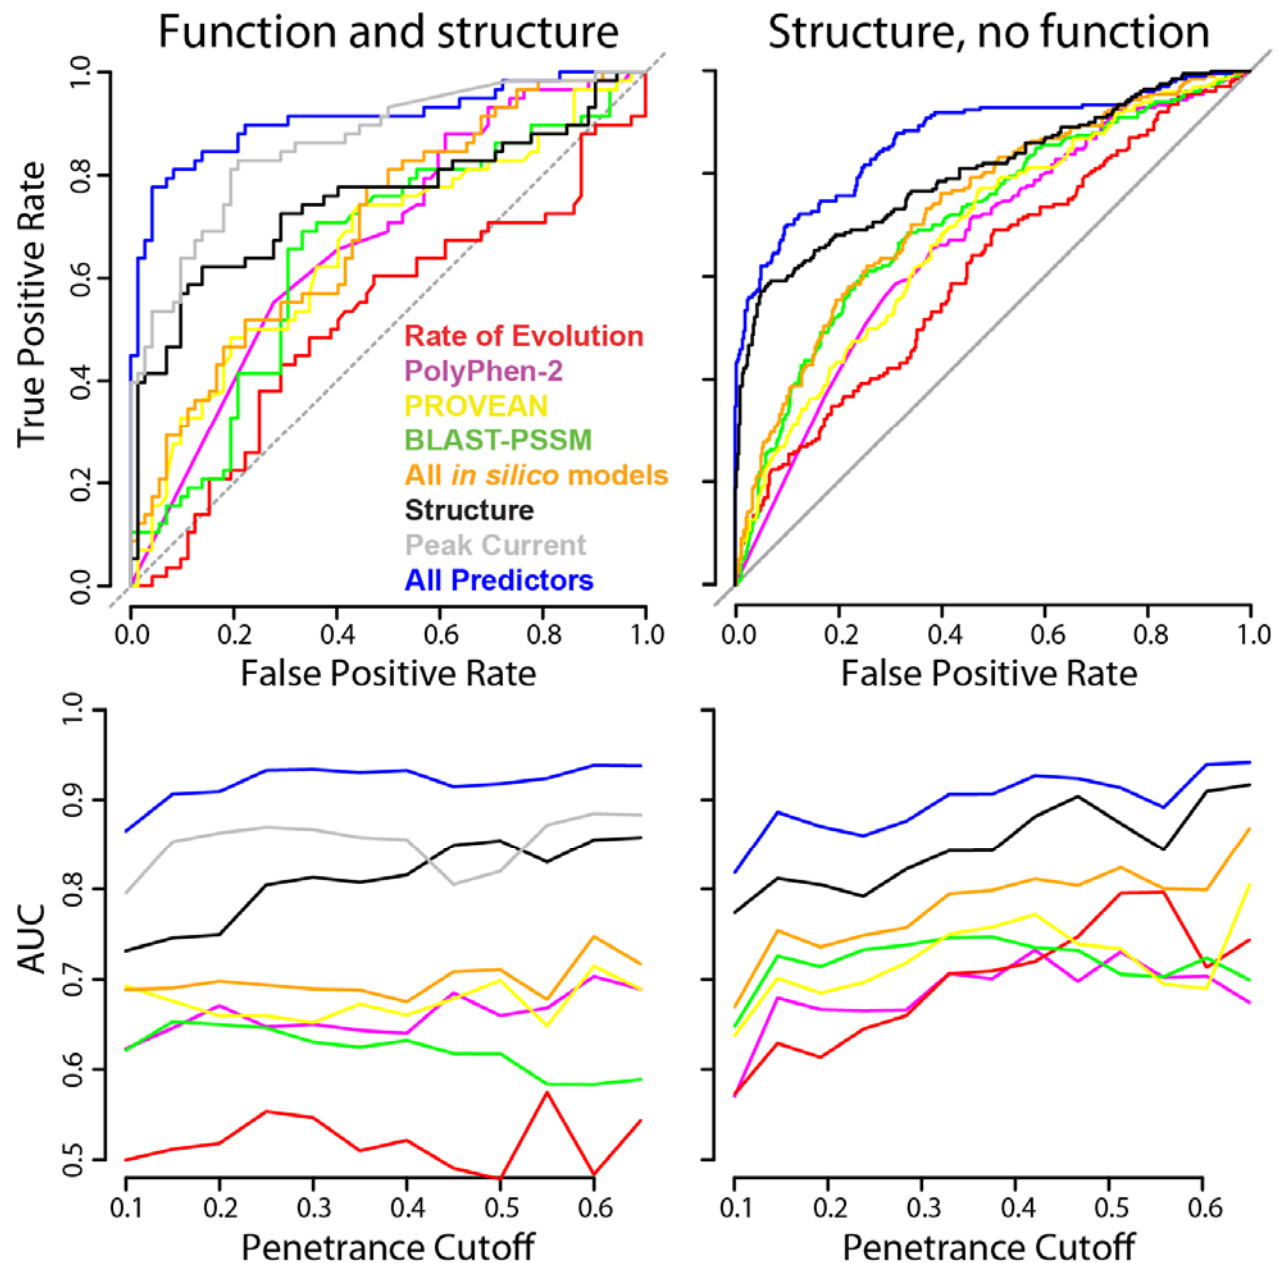 Function and structure
Structure, no function
True Positive Rate
1.0
0.8
0.6
0.4
0.2
0.0
Rate of Evolution
PolyPhen-2
PROVEAN
BLAST-PSSM
All in silico models
Structure
Peak Current
All Predictors
0.0 0.2 0.4 0.6 0.8 1.0
False Positive Rate
0.0 0.2 0.4 0.6 0.8 1.0
False Positive Rate
AUC
1.0
0.9
0.8
0.7
0.6
0.5
0.1 0.2 0.3 0.4 0.5 0.6
Penetrance Cutoff
0.1 0.2 0.3 0.4 0.5 0.6
Penetrance Cutoff